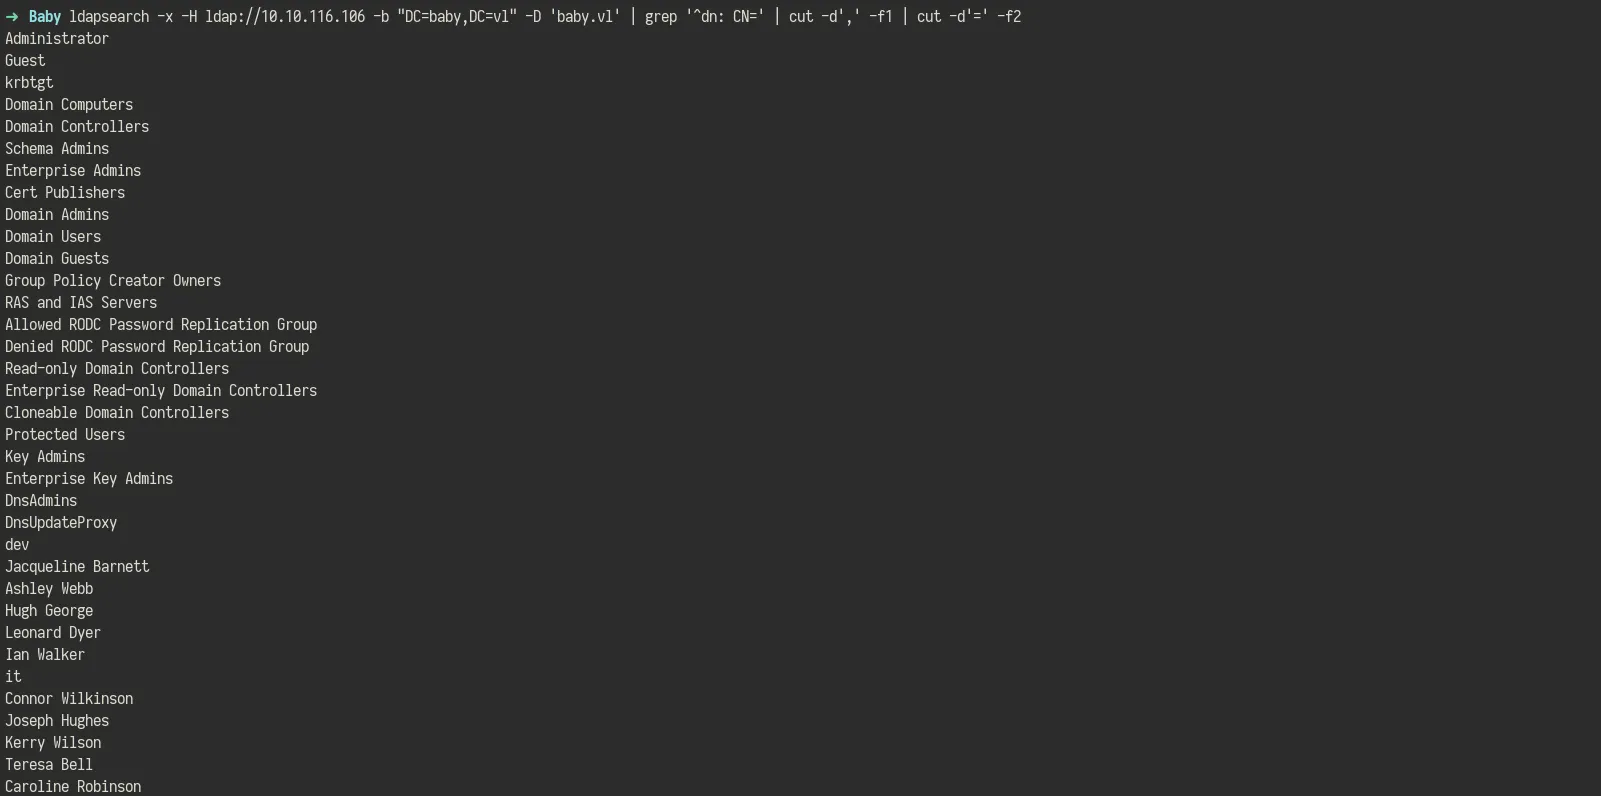 → Baby ldapsearch -x -H ldap://10.10.116.106 -b "DC=baby,DC=vl" -D 'baby.vl' | grep '^dn: CN=' | cut -d',' -f1 | cut -d'=' -f2
Administrator
Guest
krbtgt
Domain Computers
Domain Controllers
Schema Admins
Enterprise Admins
Cert Publishers
Domain Admins
Domain Users
Domain Guests
Group Policy Creator Owners
RAS and IAS Servers
Allowed RODC Password Replication Group
Denied RODC Password Replication Group
Read-only Domain Controllers
Enterprise Read-only Domain Controllers
Cloneable Domain Controllers
Protected Users
Key Admins
Enterprise Key Admins
DnsAdmins
DnsUpdateProxy
dev
Jacqueline Barnett
Ashley Webb
Hugh George
Leonard Dyer
Ian Walker
it
Connor Wilkinson
Joseph Hughes
Kerry Wilson
Teresa Bell
Caroline Robinson